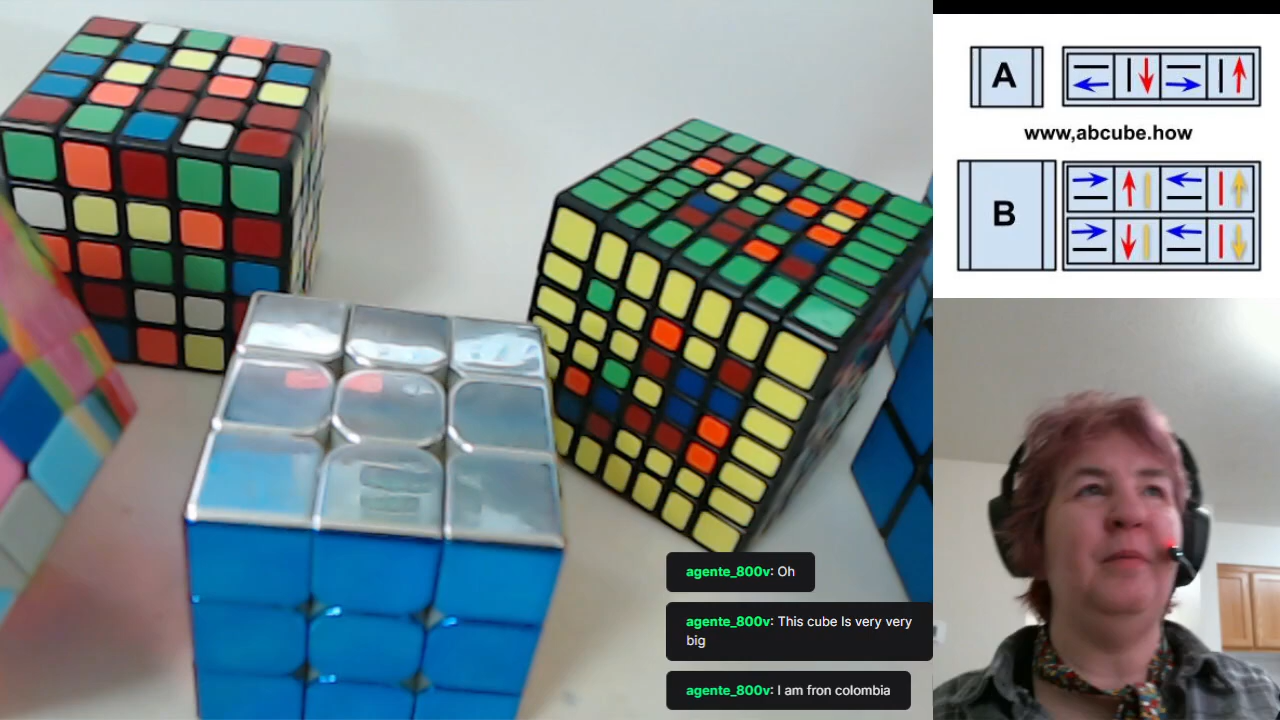 A
www,abcube.how
B
agente_800v: Oh
agente_800v: This cube Is very very
big
agente_800v: I am fron colombia